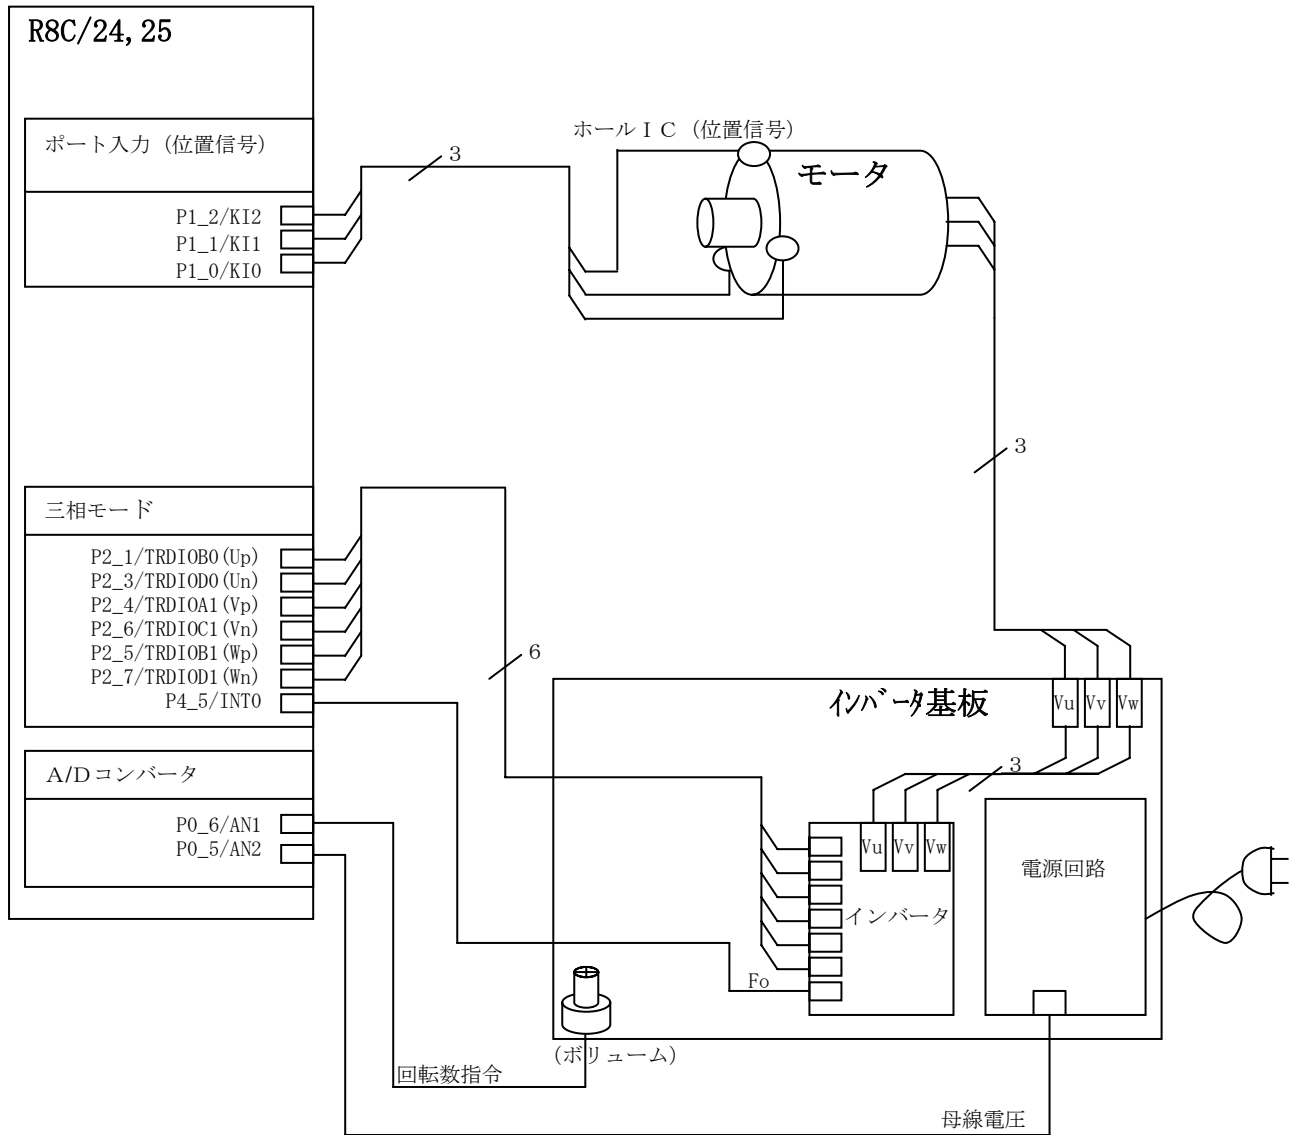 R8C/24, 25
ポート入力 (位置信号)
P1_2/KI2
P1_1/KI1
P1_0/KI0
3
ホールＩＣ (位置信号)
モータ
3
三相モード
P2_1/TRDIOB0(Up)
P2_3/TRDIOD0(Un)
P2_4/TRDIOA1(Vp)
P2_6/TRDIOC1(Vn)
P2_5/TRDIOB1(Wp)
P2_7/TRDIOD1(Wn)
P4_5/INT0
6
A/Dコンバータ
P0_6/AN1
P0_5/AN2
インバータ基板
Vu Vv Vw
3
Vu Vv Vw
インバータ
Fo
電源回路
(ボリューム)
回転数指令
母線電圧